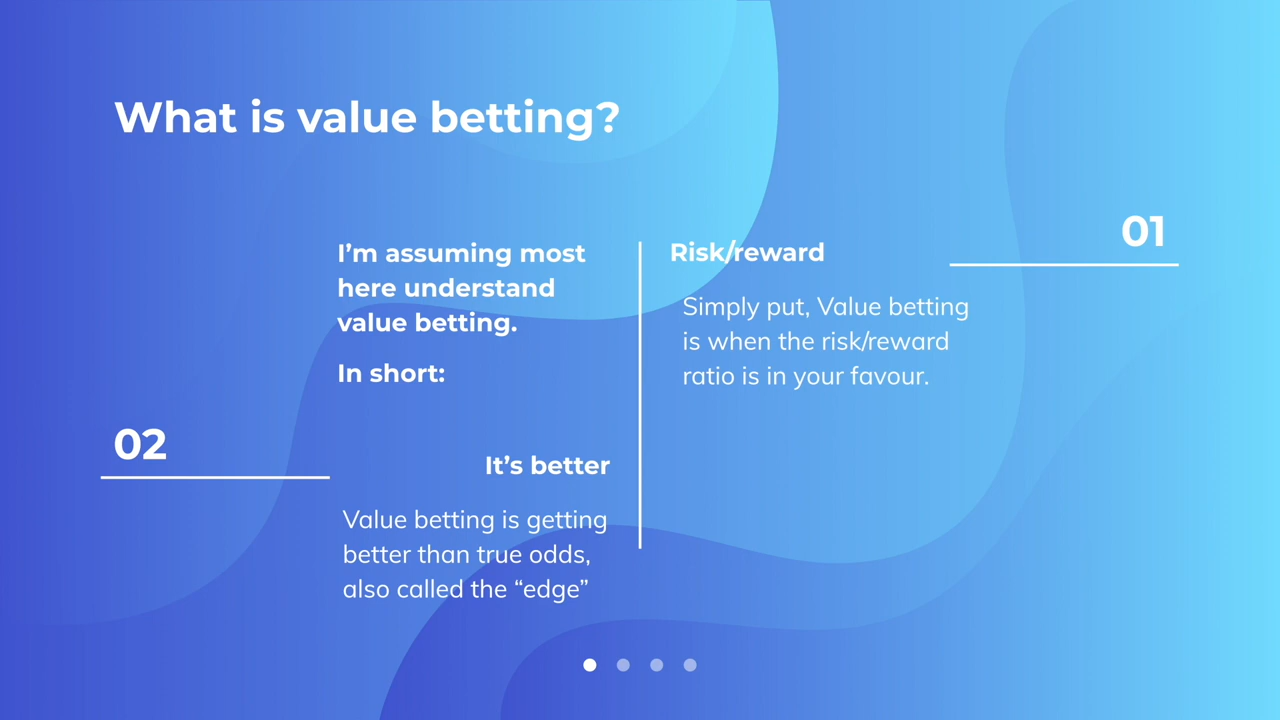 What is value betting?
I’m assuming most
here understand
value betting.
In short:
01
Risk/reward
Simply put, Value betting
is when the risk/reward
ratio is in your favour.
02
It’s better
Value betting is getting
better than true odds,
also called the “edge”